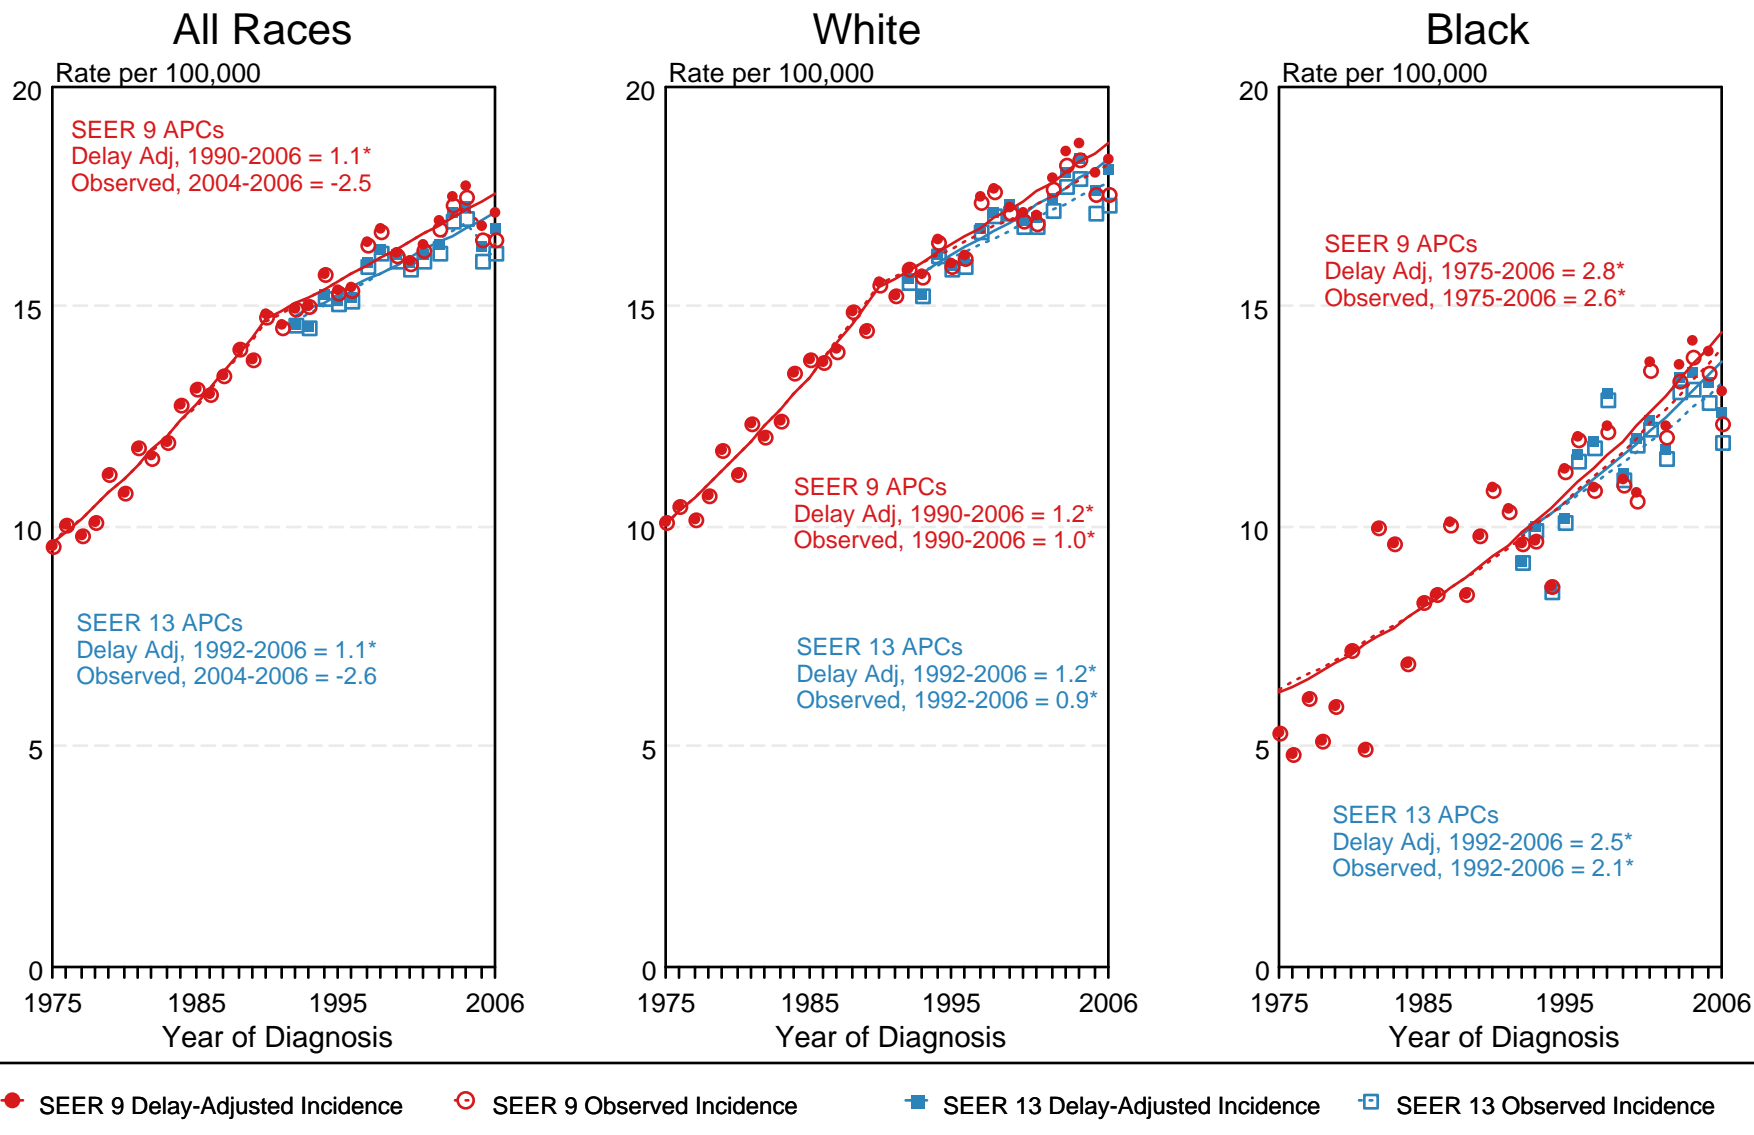 All Races
Rate per 100,000
20
15
10
5
0
SEER 9 APCs
Delay Adj, 1990-2006 = 1.1*
Observed, 2004-2006 = -2.5
SEER 13 APCs
Delay Adj, 1992-2006 = 1.1*
Observed, 2004-2006 = -2.6
1975 1985 1995 2006
Year of Diagnosis
White
Rate per 100,000
20
15
10
5
0
SEER 9 APCs
Delay Adj, 1990-2006 = 1.2*
Observed, 1990-2006 = 1.0*
SEER 13 APCs
Delay Adj, 1992-2006 = 1.2*
Observed, 1992-2006 = 0.9*
1975 1985 1995 2006
Year of Diagnosis
Black
Rate per 100,000
20
15
10
5
0
SEER 9 APCs
Delay Adj, 1975-2006 = 2.8*
Observed, 1975-2006 = 2.6*
SEER 13 APCs
Delay Adj, 1992-2006 = 2.5*
Observed, 1992-2006 = 2.1*
1975 1985 1995 2006
Year of Diagnosis
SEER 9 Delay-Adjusted Incidence SEER 9 Observed Incidence SEER 13 Delay-Adjusted Incidence SEER 13 Observed Incidence